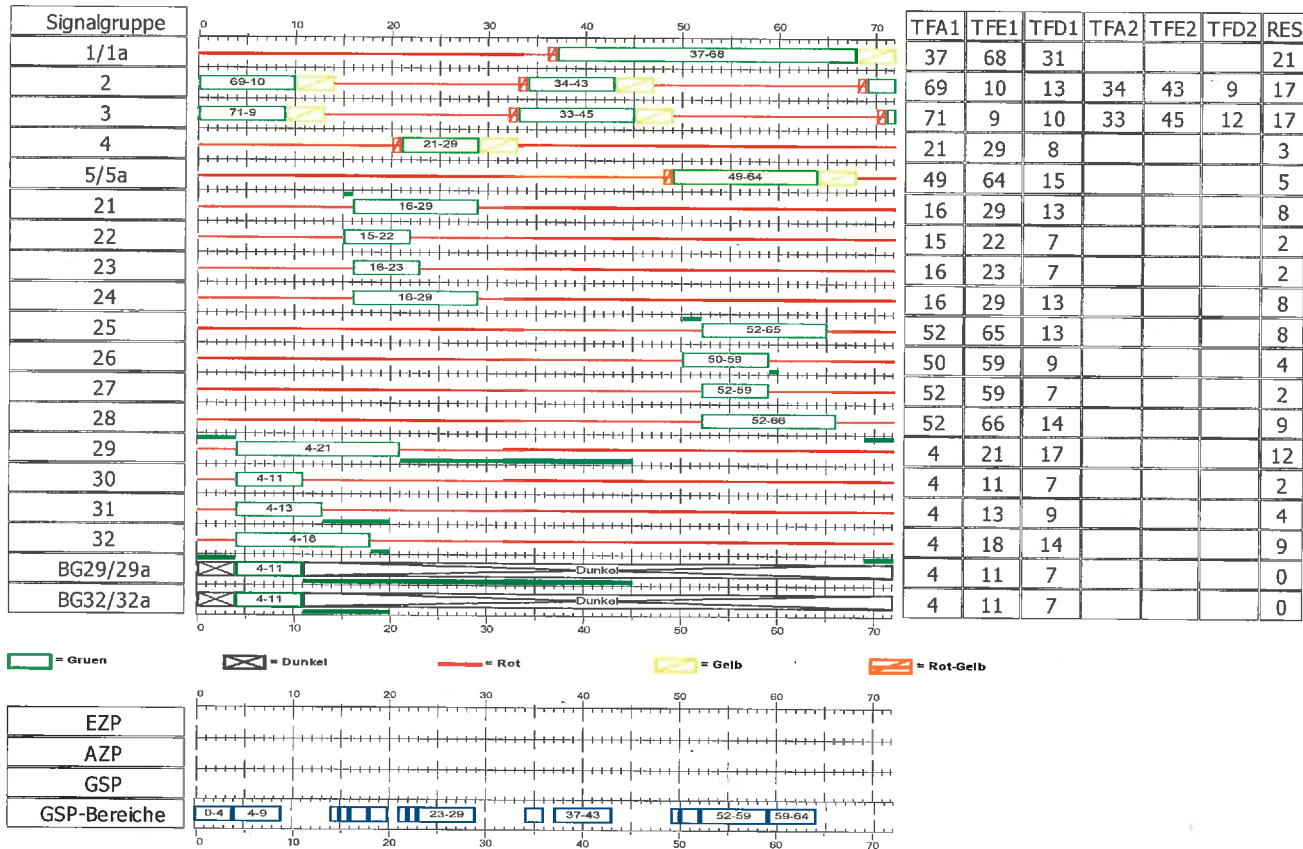 Signalgruppe 0 10 20 30 40 50 60 70 TFA1 TFE1 TFD1 TFA2 TFE2 TFD2 RES
1/1a 37-68 37 68 31 21
2 69-10 34-43 69 10 13 34 43 9 17
3 71-9 33-45 71 9 10 33 45 12 17
4 21-29 21 29 8 3
5/5a 49-64 49 64 15 5
21 16-29 16 29 13 8
22 15-22 15 22 7 2
23 16-23 16 23 7 2
24 16-29 16 29 13 8
25 52-65 52 65 13 8
26 50-59 50 59 9 4
27 52-59 52 59 7 2
28 52-66 52 66 14 9
29 4-21 4 21 17 12
30 4-11 4 11 7 2
31 4-13 4 13 9 4
32 4-18 4 18 14 9
BG29/29a 4-11 Dunkel 4 11 7 0
BG32/32a 4-11 Dunkel 4 11 7 0
0 10 20 30 40 50 60 70
= Gruen = Dunkel = Rot = Gelb = Rot-Gelb
0 10 20 30 40 50 60 70
EZP
AZP
GSP
GSP-Bereiche 0-4 4-9 23-29 37-43 52-59 59-64
0 10 20 30 40 50 60 70